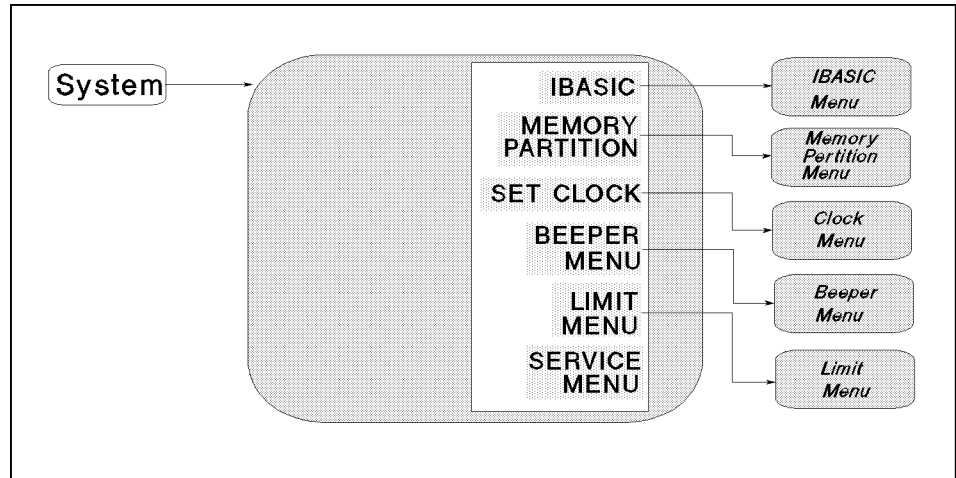 System
IBASIC
MEMORY
PARTITION
SET CLOCK
BEEPER
MENU
LIMIT
MENU
SERVICE
MENU
IBASIC
Menu
Memory
Pertition
Menu
Clock
Menu
Beeper
Menu
Limit
Menu